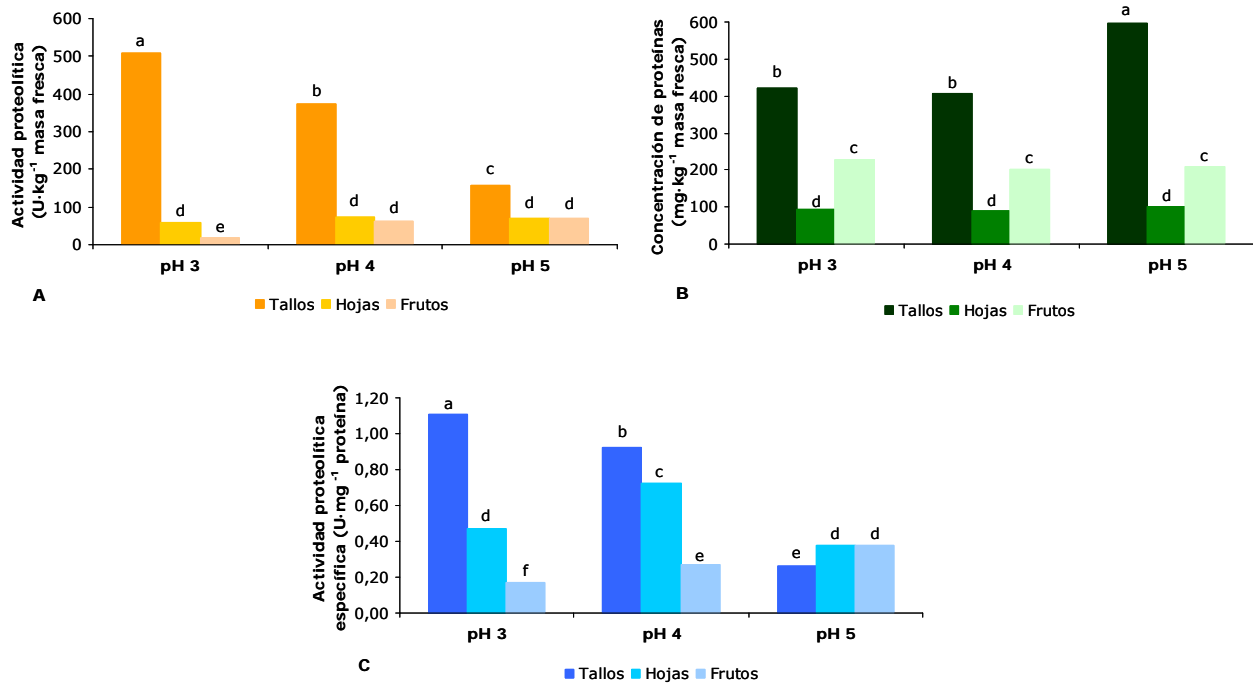 Actividad proteolítica
(U·kg⁻¹ masa fresca)
600
500
400
300
200
100
0
a
d
e
b
d
d
c
d
d
pH 3
pH 4
pH 5
A
Tallos Hojas Frutos
Concentración de proteínas
(mg·kg⁻¹ masa fresca)
600
500
400
300
200
100
0
b
d
c
b
d
c
a
d
c
pH 3
pH 4
pH 5
B
Tallos Hojas Frutos
Actividad proteolítica
específica (U·mg⁻¹ proteína)
1,20
1,00
0,80
0,60
0,40
0,20
0,00
a
d
f
b
c
e
e
d
d
pH 3
pH 4
pH 5
C
Tallos Hojas Frutos